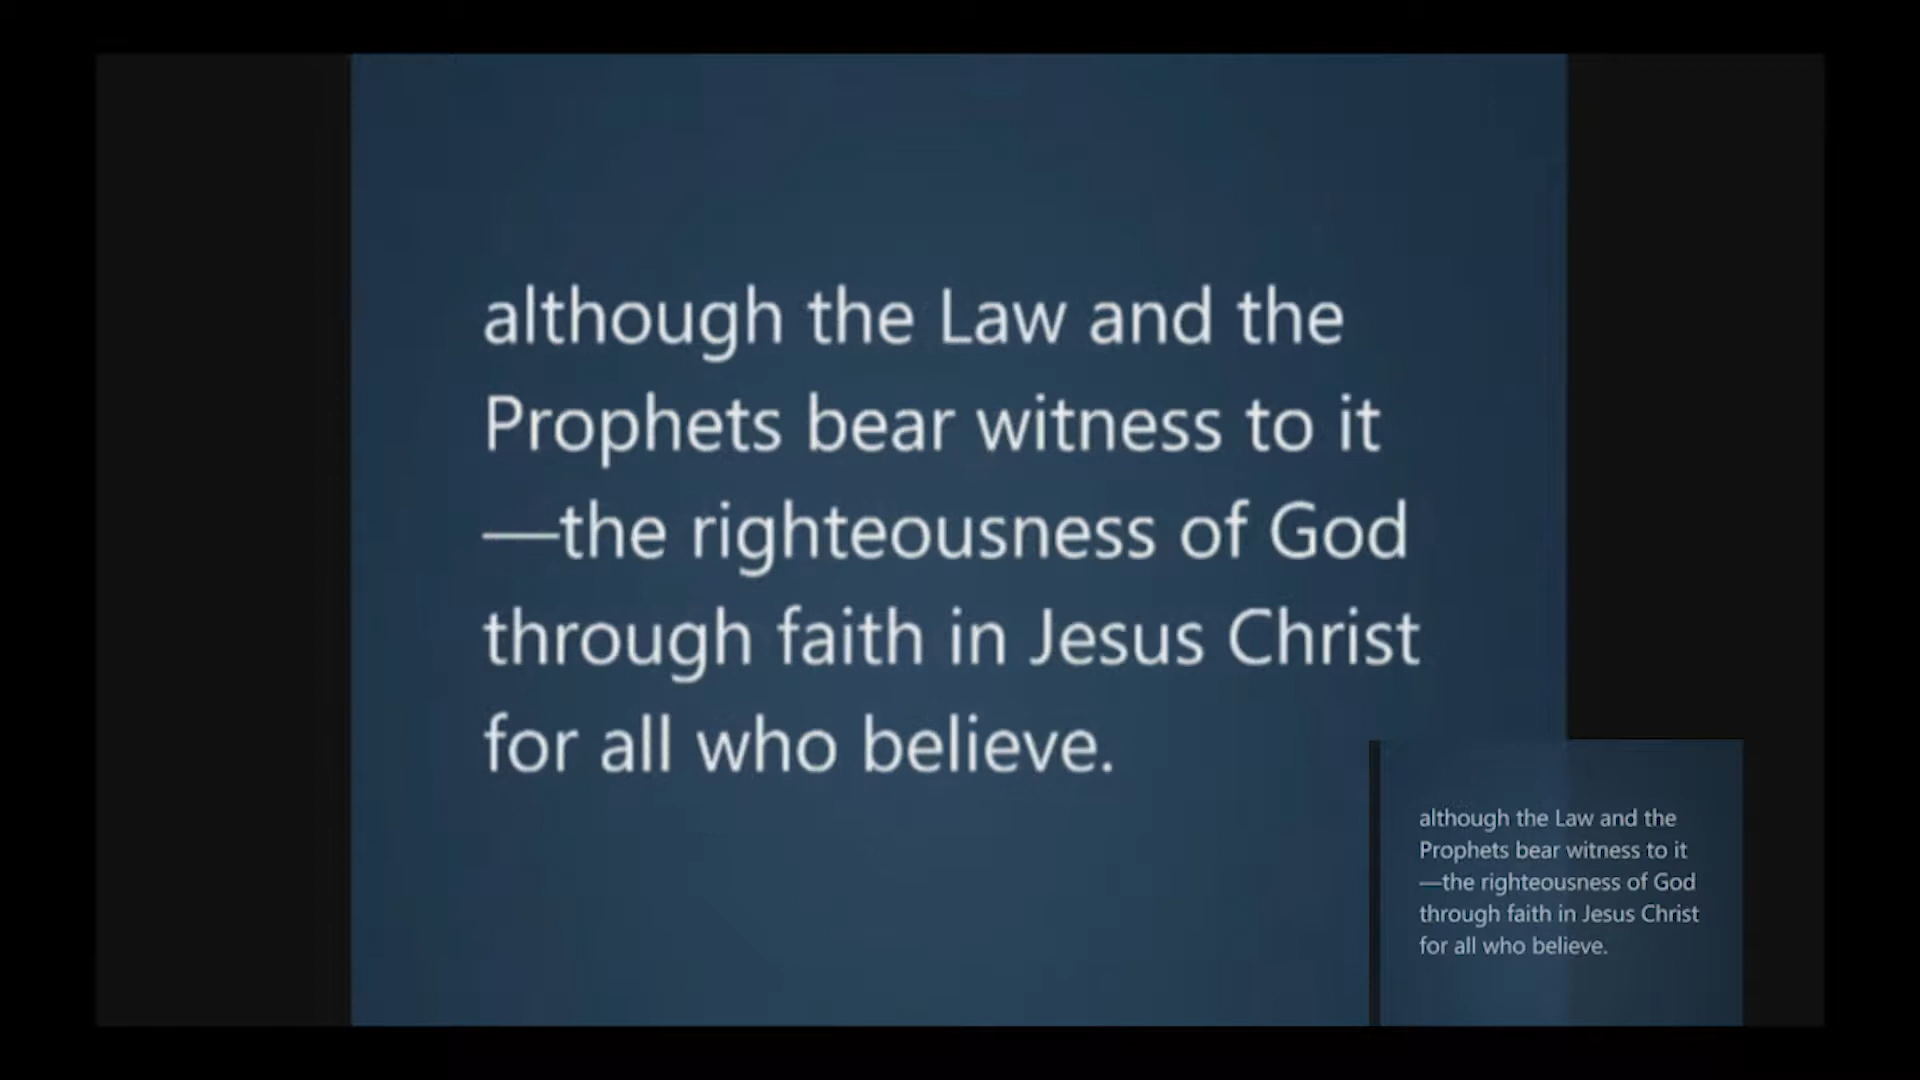 although the Law and the
Prophets bear witness to it
—the righteousness of God
through faith in Jesus Christ
for all who believe.
although the Law and the
Prophets bear witness to it
—the righteousness of God
through faith in Jesus Christ
for all who believe.